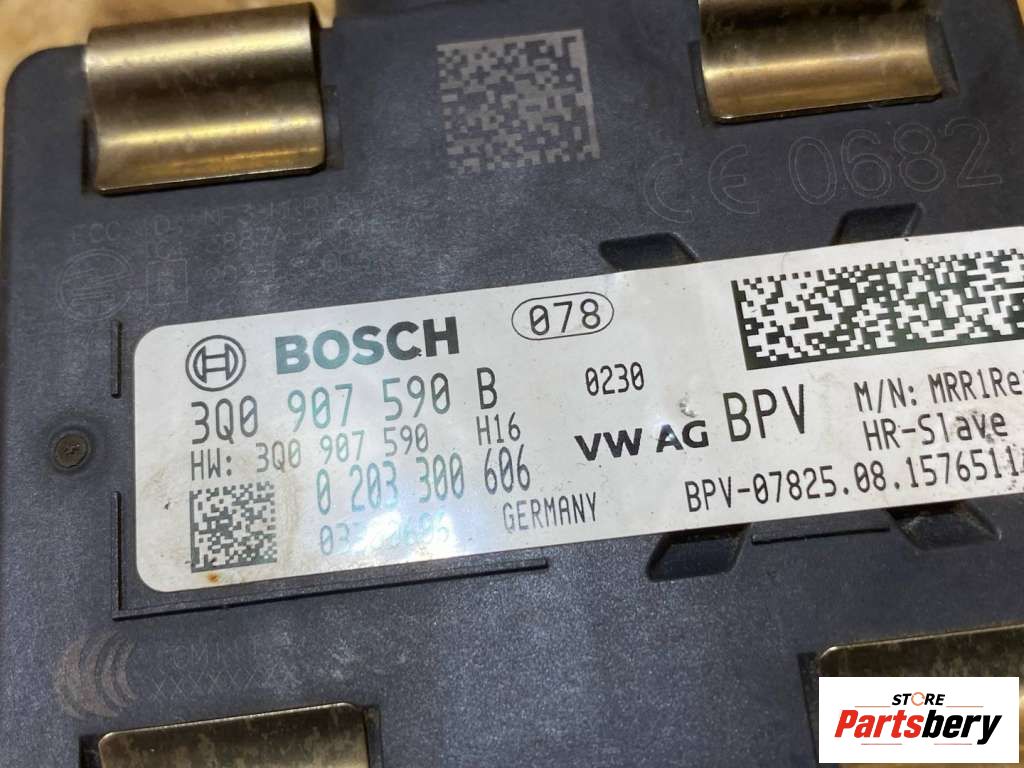 CE 0682
BOSCH 078
3Q0 907 590 B 0230
HW: 3Q0 907 590 H16 VW AG BPV M/N: MRR1Re
0 203 300 606 HR-Slave
GERMANY BPV-07825.08.1576511
STORE
Partsbery